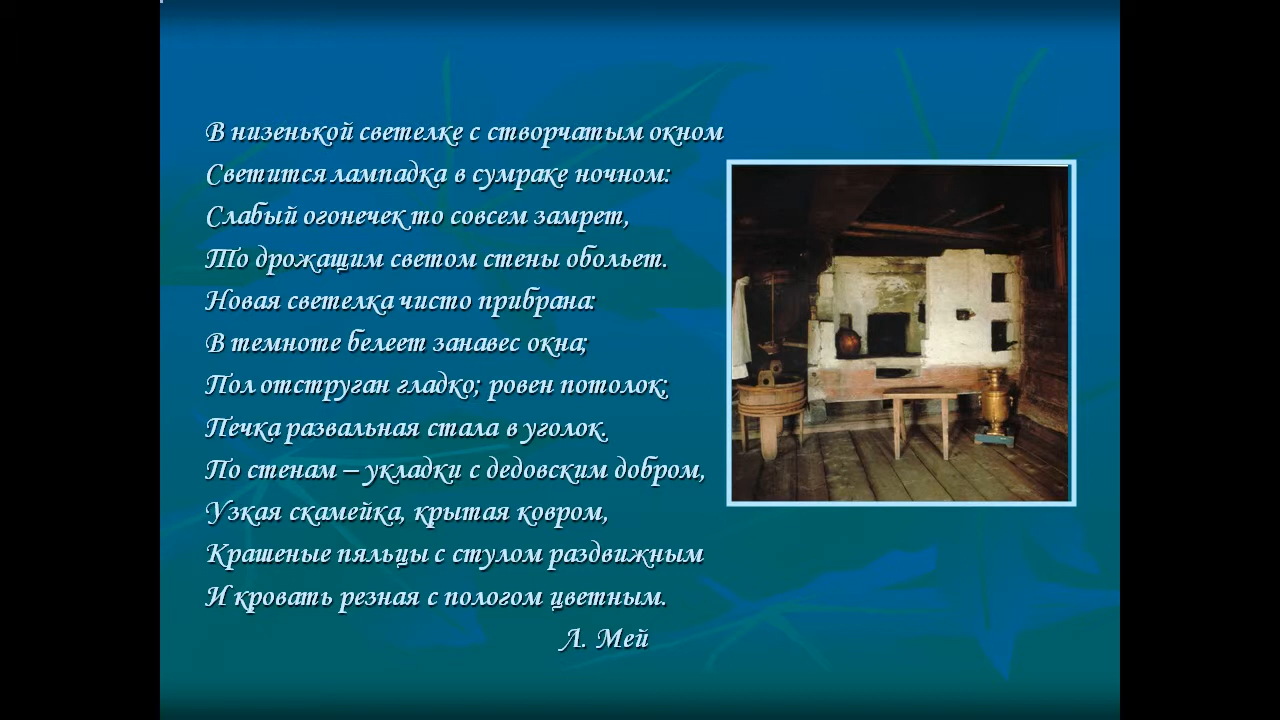 В низенькой светелке с створчатым окном
Светится лампадка в сумраке ночном:
Слабый огонечек то совсем замрет,
То дрожащим светом стены обольет.
Новая светелка чисто прибрана:
В темноте белеет занавес окна;
Пол отструган гладко; ровен потолок;
Печка развальная стала в уголок.
По стенам – укладки с дедовским добром,
Узкая скамейка, крытая ковром,
Крашеные пяльцы с стулом раздвижным
И кровать резная с пологом цветным.
Л. Мей